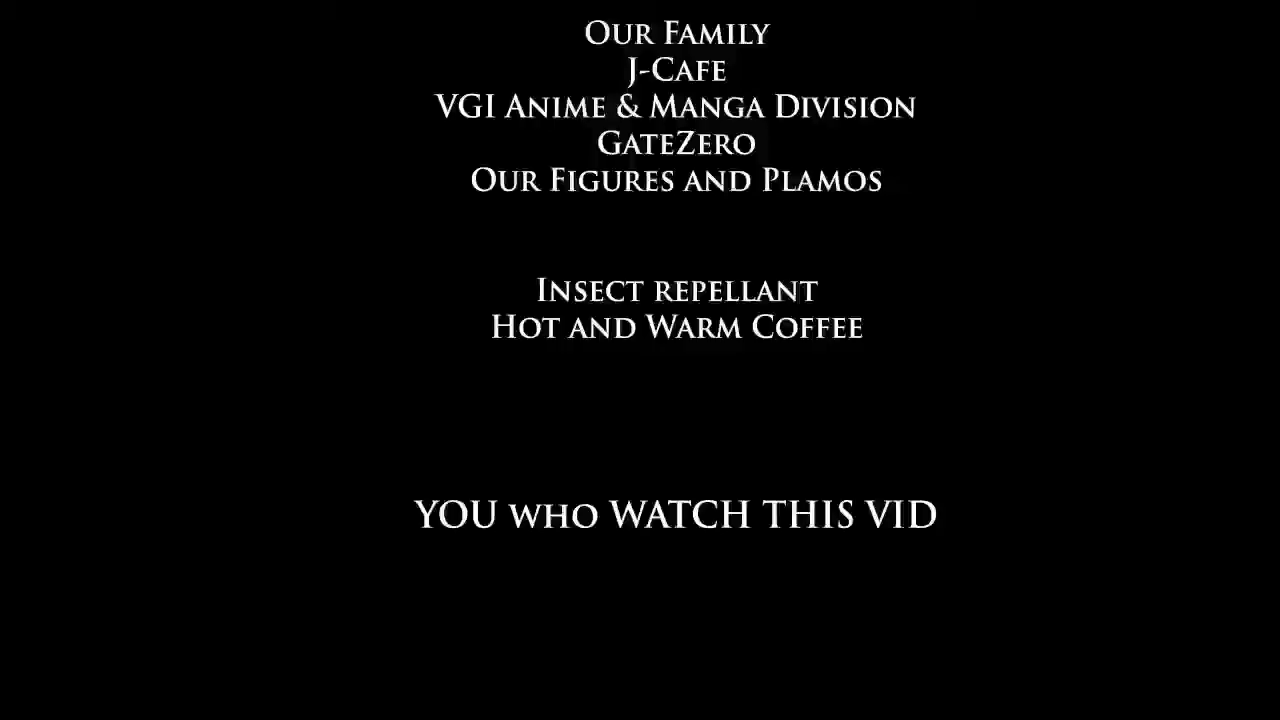 Our Family
J-Cafe
VGI Anime & Manga Division
GateZero
Our Figures and Plamos
Insect repellant
Hot and Warm Coffee
YOU who WATCH THIS VID